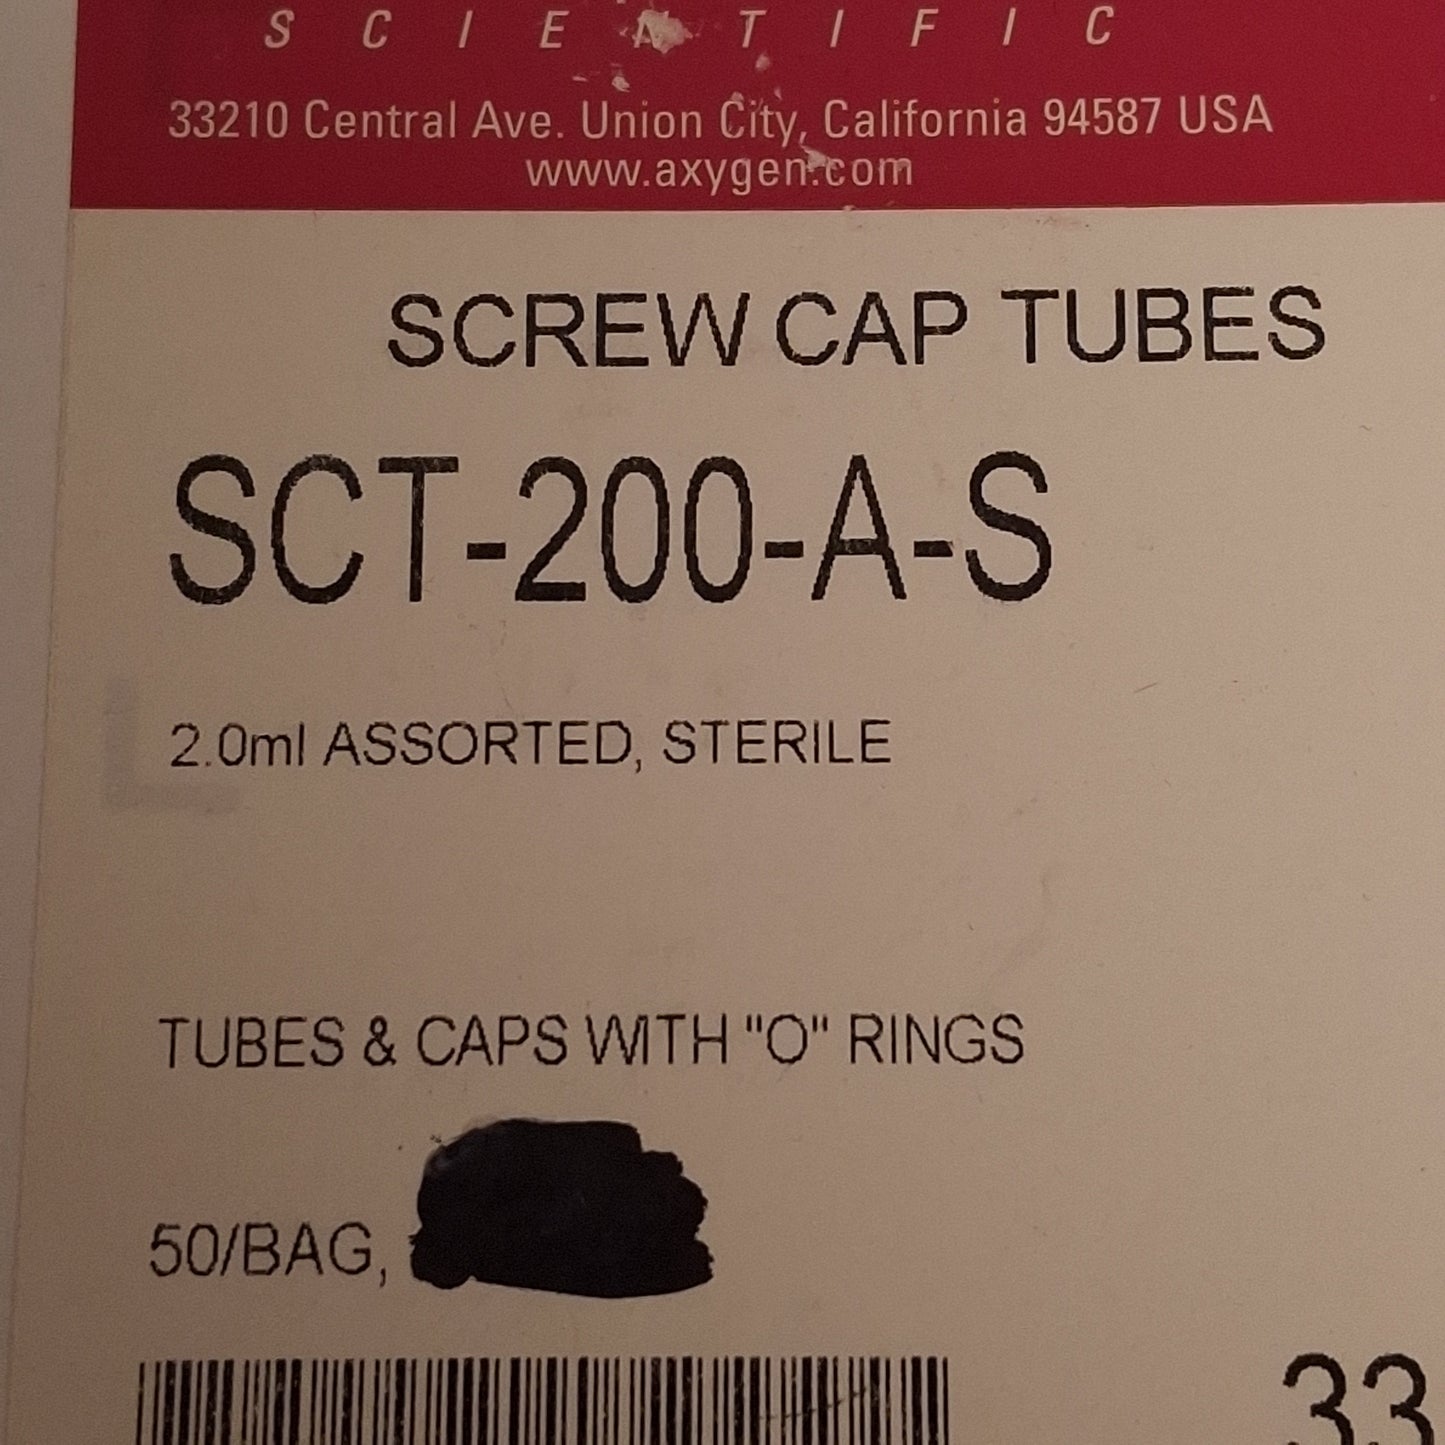 SCIENTIFIC
33210 Central Ave. Union City, California 94587 USA
www.axygen.com
SCREW CAP TUBES
SCT-200-A-S
2.0ml ASSORTED, STERILE
TUBES & CAPS WITH "O" RINGS
50/BAG,
33